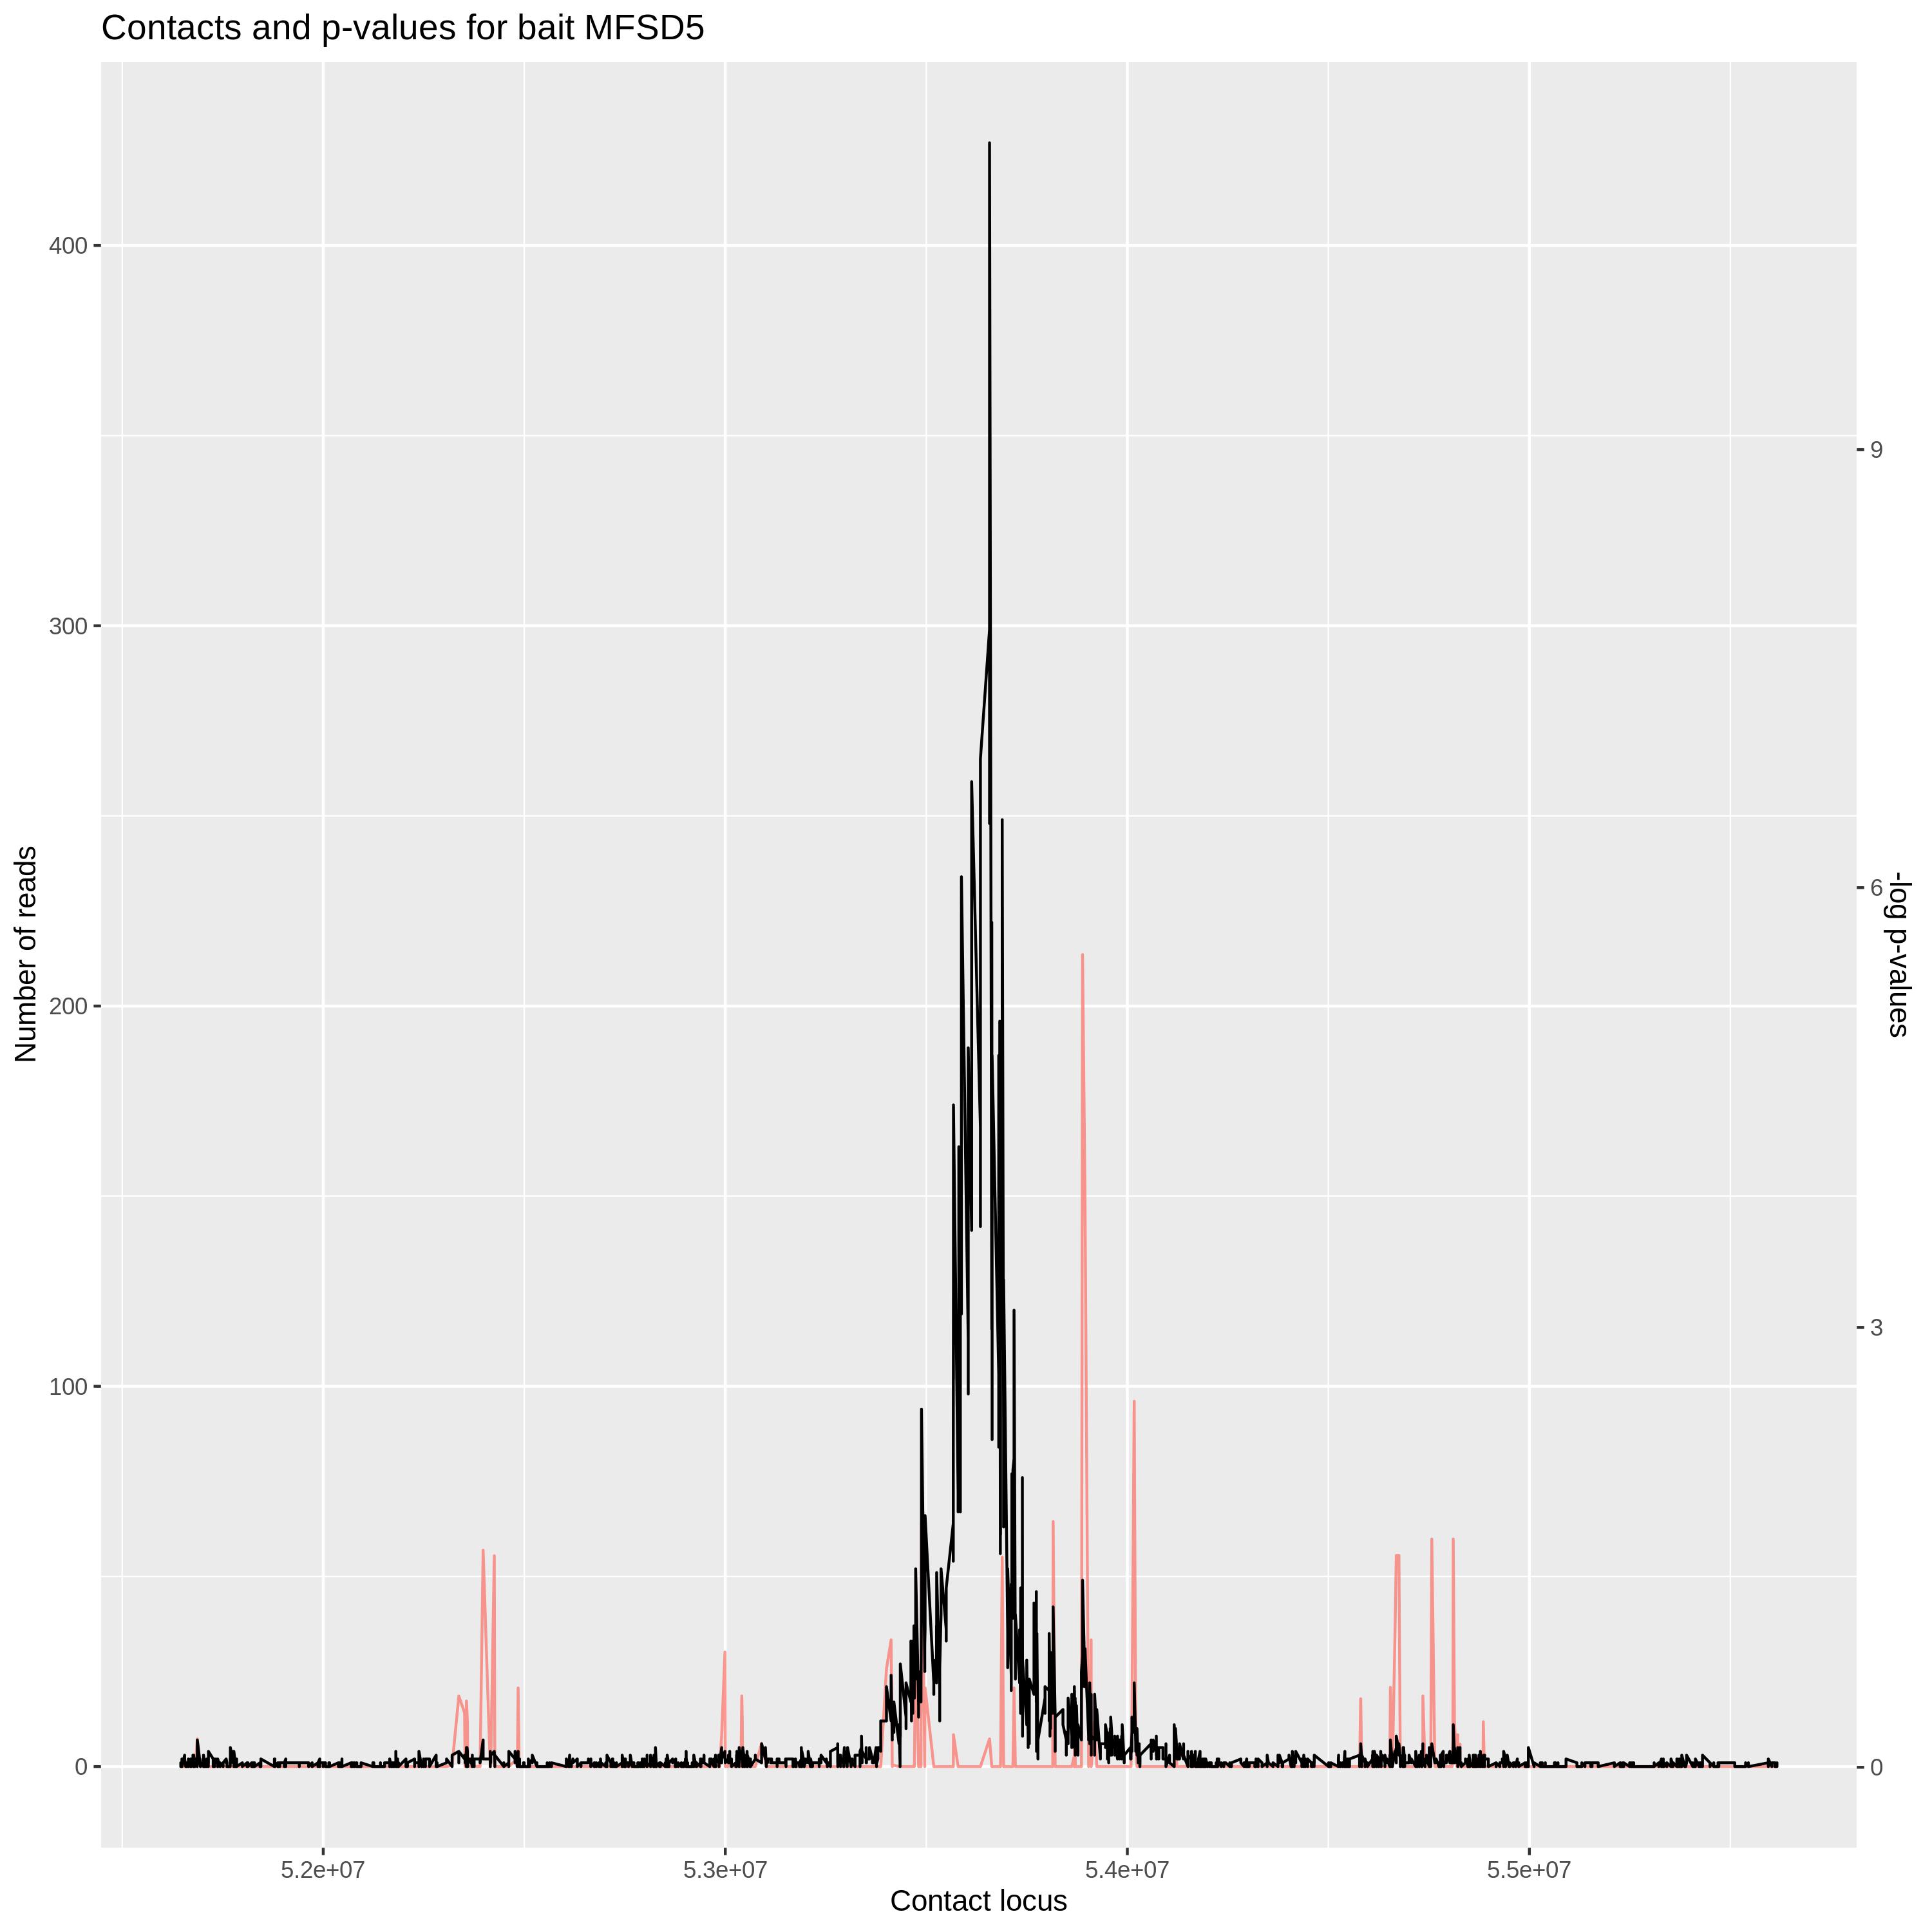 Contacts and p-values for bait MFSD5
400
300
200
100
0
Number of reads
9
6
3
0
-log p-values
5.2e+07
5.3e+07
5.4e+07
5.5e+07
Contact locus